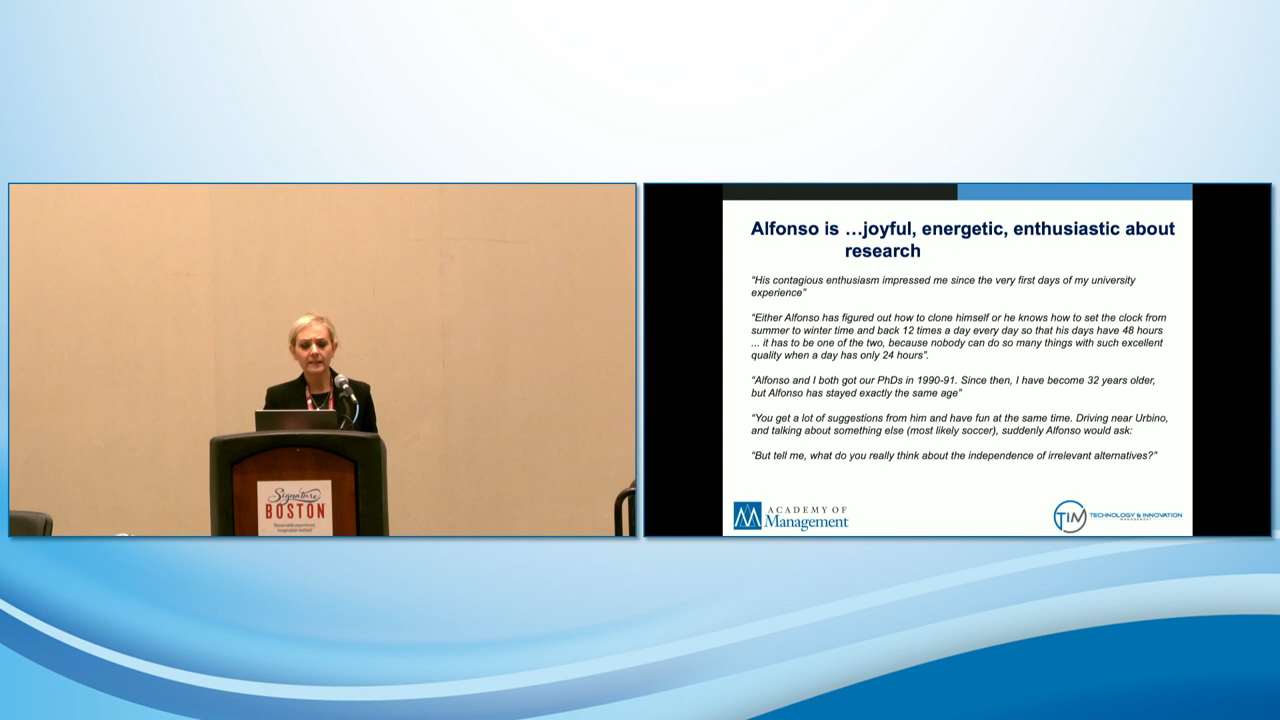 Signature
BOSTON
Remarkable experiences.
Alfonso is …joyful, energetic, enthusiastic about
research
“His contagious enthusiasm impressed me since the very first days of my university
experience”
“Either Alfonso has figured out how to clone himself or he knows how to set the clock from
summer to winter time and back 12 times a day every day so that his days have 48 hours
... it has to be one of the two, because nobody can do so many things with such excellent
quality when a day has only 24 hours”.
“Alfonso and I both got our PhDs in 1990-91. Since then, I have become 32 years older,
but Alfonso has stayed exactly the same age”
“You get a lot of suggestions from him and have fun at the same time. Driving near Urbino,
and talking about something else (most likely soccer), suddenly Alfonso would ask:
“But tell me, what do you really think about the independence of irrelevant alternatives?”
ACADEMY OF
Management
TIM
TECHNOLOGY & INNOVATION
MANAGEMENT